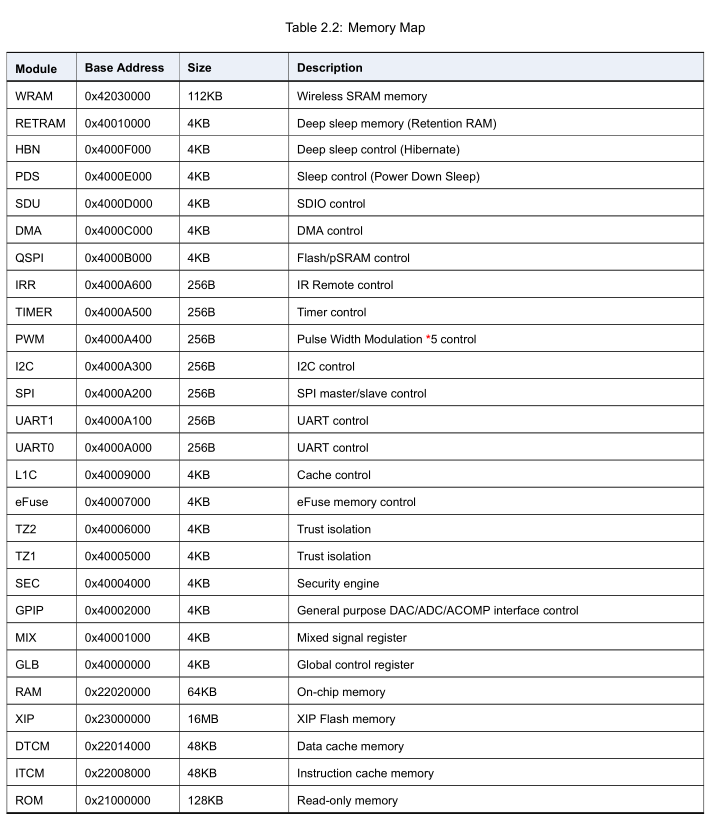 Table 2.2: Memory Map
Module Base Address Size Description
WRAM 0x42030000 112KB Wireless SRAM memory
RETRAM 0x40010000 4KB Deep sleep memory (Retention RAM)
HBN 0x4000F000 4KB Deep sleep control (Hibernate)
PDS 0x4000E000 4KB Sleep control (Power Down Sleep)
SDU 0x4000D000 4KB SDIO control
DMA 0x4000C000 4KB DMA control
QSPI 0x4000B000 4KB Flash/pSRAM control
IRR 0x4000A600 256B IR Remote control
TIMER 0x4000A500 256B Timer control
PWM 0x4000A400 256B Pulse Width Modulation *5 control
I2C 0x4000A300 256B I2C control
SPI 0x4000A200 256B SPI master/slave control
UART1 0x4000A100 256B UART control
UART0 0x4000A000 256B UART control
L1C 0x40009000 4KB Cache control
eFuse 0x40007000 4KB eFuse memory control
TZ2 0x40006000 4KB Trust isolation
TZ1 0x40005000 4KB Trust isolation
SEC 0x40004000 4KB Security engine
GPIP 0x40002000 4KB General purpose DAC/ADC/ACOMP interface control
MIX 0x40001000 4KB Mixed signal register
GLB 0x40000000 4KB Global control register
RAM 0x22020000 64KB On-chip memory
XIP 0x23000000 16MB XIP Flash memory
DTCM 0x22014000 48KB Data cache memory
ITCM 0x22008000 48KB Instruction cache memory
ROM 0x21000000 128KB Read-only memory